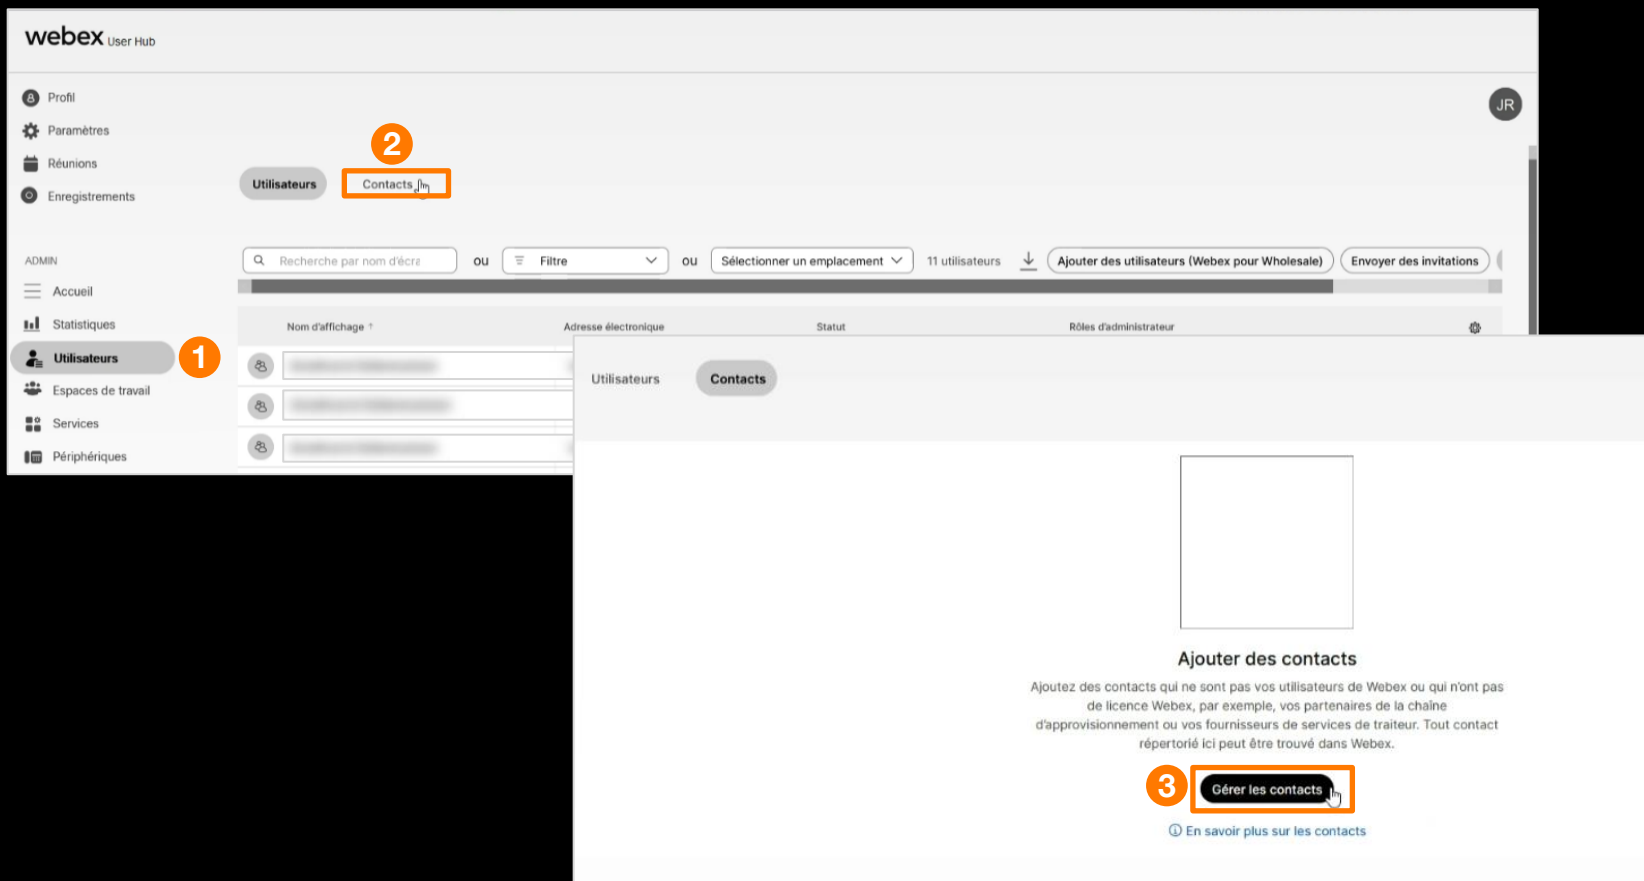 webex User Hub
Profil
JR
Paramètres
2
Réunions
Utilisateurs
Contacts
Enregistrements
ADMIN
Recherche par nom d'écra
ou
Filtre
ou
Sélectionner un emplacement
11 utilisateurs
Ajouter des utilisateurs (Webex pour Wholesale)
Envoyer des invitations
Accueil
Statistiques
Nom d'affichage ↑
Adresse électronique
Statut
Rôles d'administrateur
Utilisateurs
1
Espaces de travail
Services
Périphériques
Utilisateurs
Contacts
Ajouter des contacts
Ajoutez des contacts qui ne sont pas vos utilisateurs de Webex ou qui n'ont pas
de licence Webex, par exemple, vos partenaires de la chaîne
d'approvisionnement ou vos fournisseurs de services de traiteur. Tout contact
répertorié ici peut être trouvé dans Webex.
3
Gérer les contacts
En savoir plus sur les contacts